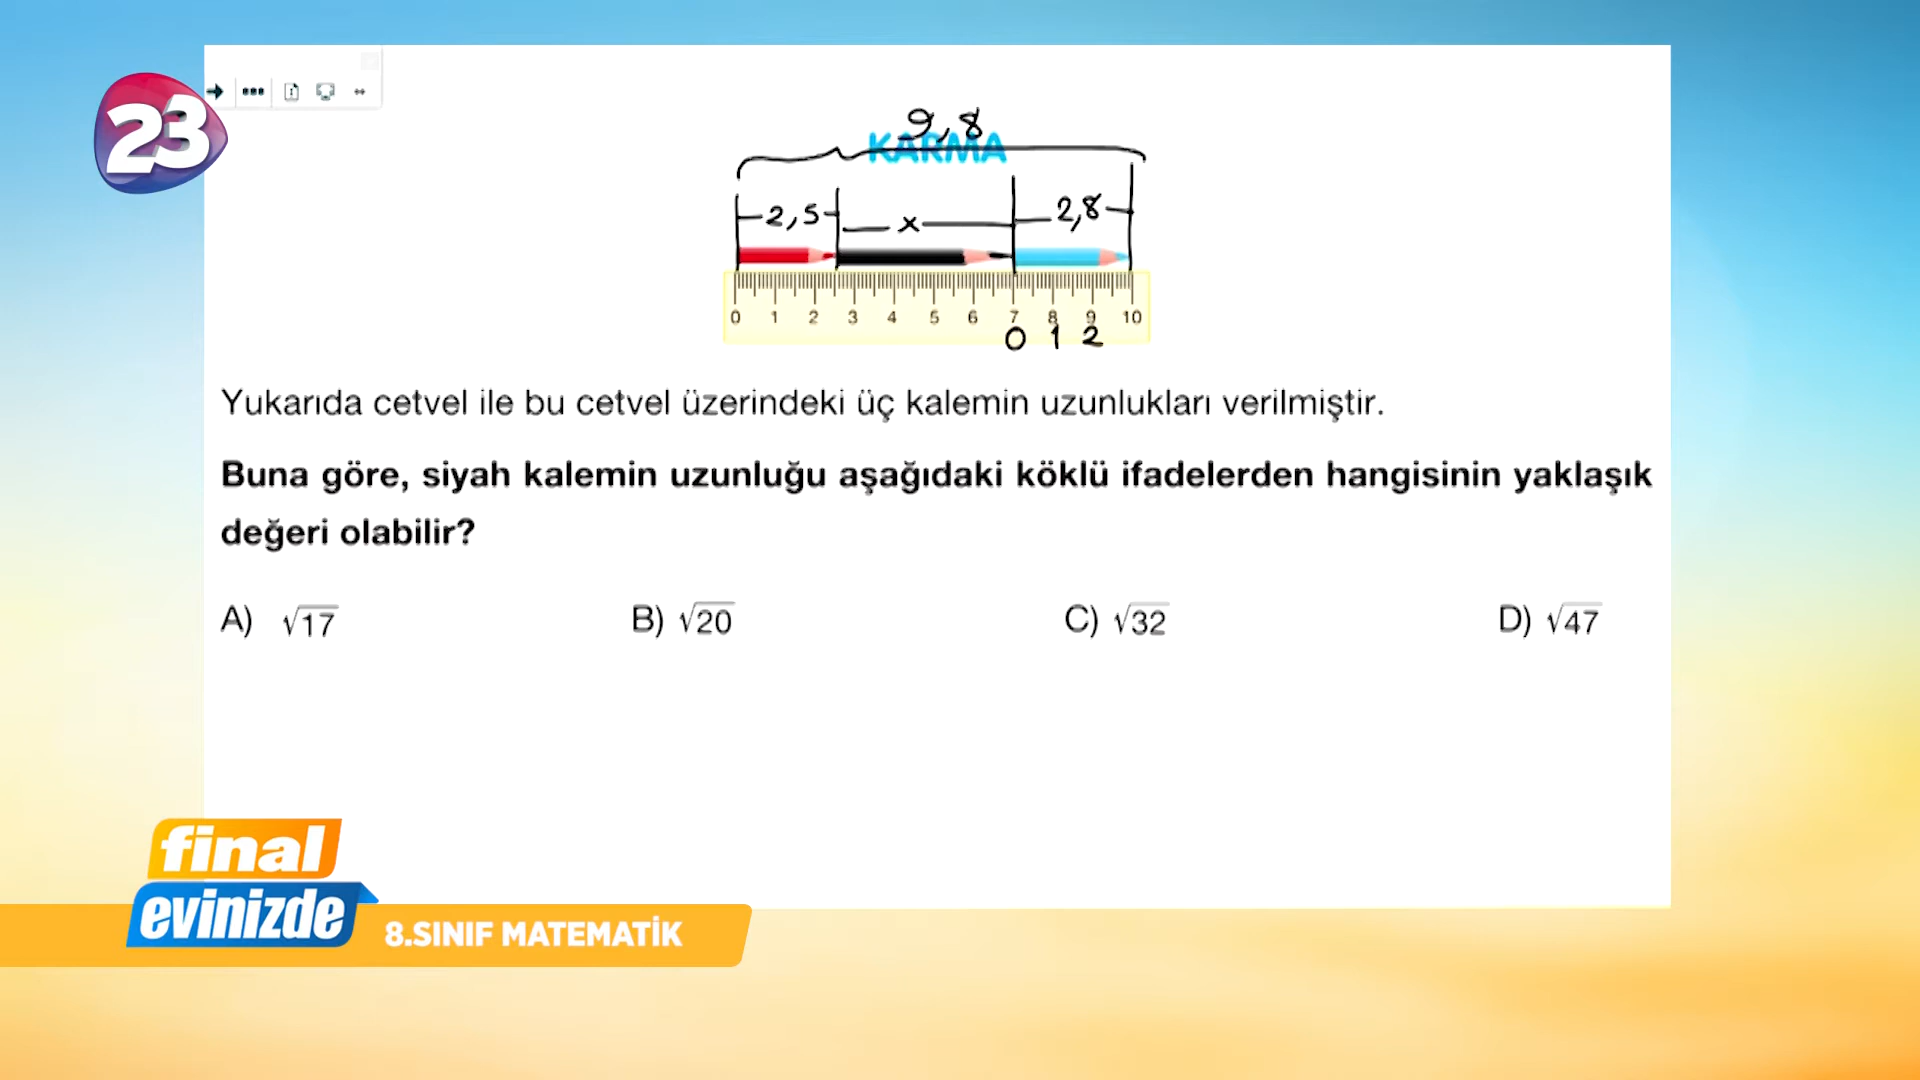 23
9,8
KARMA
2,5 x 2,8
0 1 2 3 4 5 6 7 8 9 10
0 1 2
Yukarıda cetvel ile bu cetvel üzerindeki üç kalemin uzunlukları verilmiştir.
Buna göre, siyah kalemin uzunluğu aşağıdaki köklü ifadelerden hangisinin yaklaşık
değeri olabilir?
A) √17 B) √20 C) √32 D) √47
final
evinizde
8.SINIF MATEMATİK